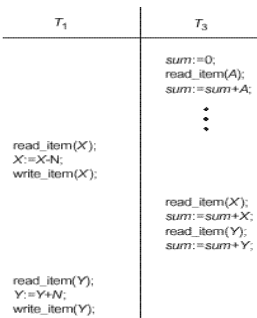 T1 T3
sum:=0;
read_item(A);
sum:=sum+A;
read_item(X);
X:=X-N;
write_item(X);
read_item(X);
sum:=sum+X;
read_item(Y);
sum:=sum+Y;
read_item(Y);
Y:=Y+N;
write_item(Y);